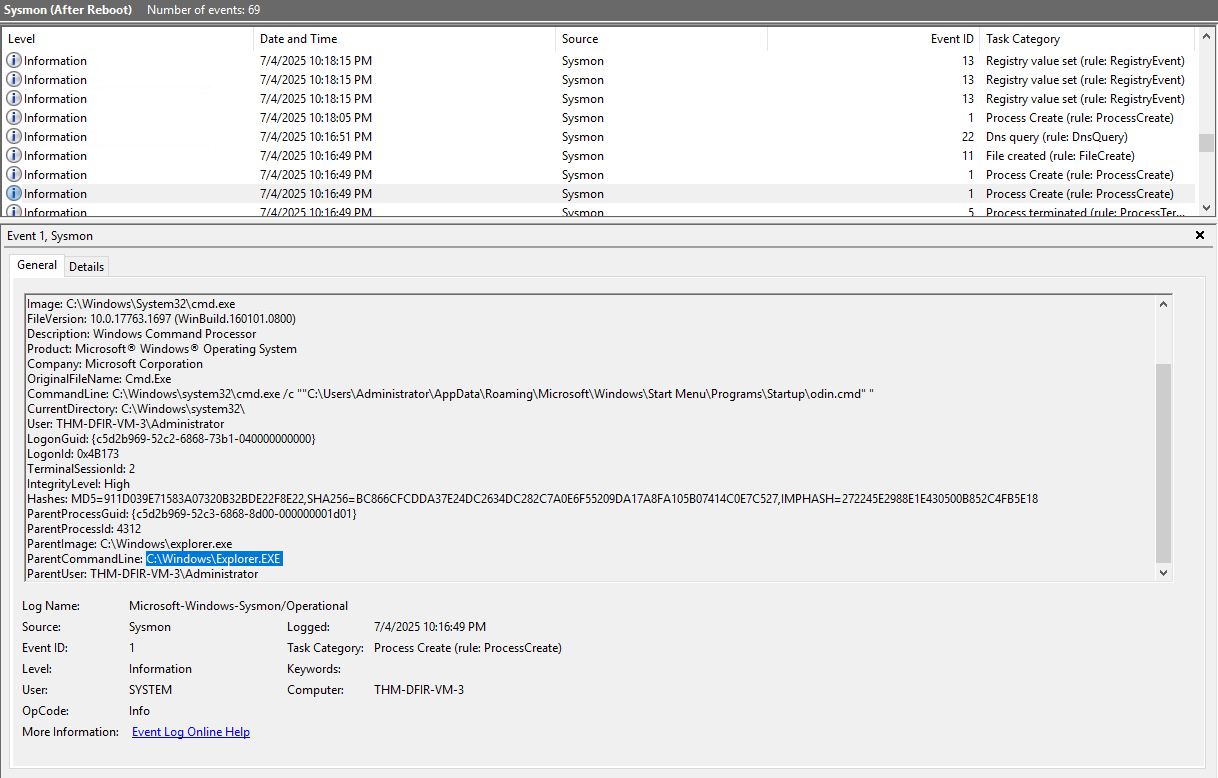 Sysmon (After Reboot) Number of events: 69
Level Date and Time Source Event ID Task Category
Information 7/4/2025 10:18:15 PM Sysmon 13 Registry value set (rule: RegistryEvent)
Information 7/4/2025 10:18:15 PM Sysmon 13 Registry value set (rule: RegistryEvent)
Information 7/4/2025 10:18:15 PM Sysmon 13 Registry value set (rule: RegistryEvent)
Information 7/4/2025 10:18:05 PM Sysmon 1 Process Create (rule: ProcessCreate)
Information 7/4/2025 10:16:51 PM Sysmon 22 Dns query (rule: DnsQuery)
Information 7/4/2025 10:16:49 PM Sysmon 11 File created (rule: FileCreate)
Information 7/4/2025 10:16:49 PM Sysmon 1 Process Create (rule: ProcessCreate)
Information 7/4/2025 10:16:49 PM Sysmon 1 Process Create (rule: ProcessCreate)
Information 7/4/2025 10:16:49 PM Sysmon 5 Process terminated (rule: ProcessTer...
Event 1, Sysmon
General Details
Image: C:\Windows\System32\cmd.exe
FileVersion: 10.0.17763.1697 (WinBuild.160101.0800)
Description: Windows Command Processor
Product: Microsoft® Windows® Operating System
Company: Microsoft Corporation
OriginalFileName: Cmd.Exe
CommandLine: C:\Windows\system32\cmd.exe /c ""C:\Users\Administrator\AppData\Roaming\Microsoft\Windows\Start Menu\Programs\Startup\odin.cmd" "
CurrentDirectory: C:\Windows\system32\
User: THM-DFIR-VM-3\Administrator
LogonGuid: {c5d2b969-52c2-6868-73b1-040000000000}
LogonId: 0x4B173
TerminalSessionId: 2
IntegrityLevel: High
Hashes: MD5=911D039E71583A07320B32BDE22F8E22,SHA256=BC866CFCDDA37E24DC2634DC282C7A0E6F55209DA17A8FA105B07414C0E7C527,IMPHASH=272245E2988E1E430500B852C4FB5E18
ParentProcessGuid: {c5d2b969-52c3-6868-8d00-000000001d01}
ParentProcessId: 4312
ParentImage: C:\Windows\explorer.exe
ParentCommandLine: C:\Windows\Explorer.EXE
ParentUser: THM-DFIR-VM-3\Administrator
Log Name: Microsoft-Windows-Sysmon/Operational
Source: Sysmon Logged: 7/4/2025 10:16:49 PM
Event ID: 1 Task Category: Process Create (rule: ProcessCreate)
Level: Information Keywords:
User: SYSTEM Computer: THM-DFIR-VM-3
OpCode: Info
More Information: Event Log Online Help